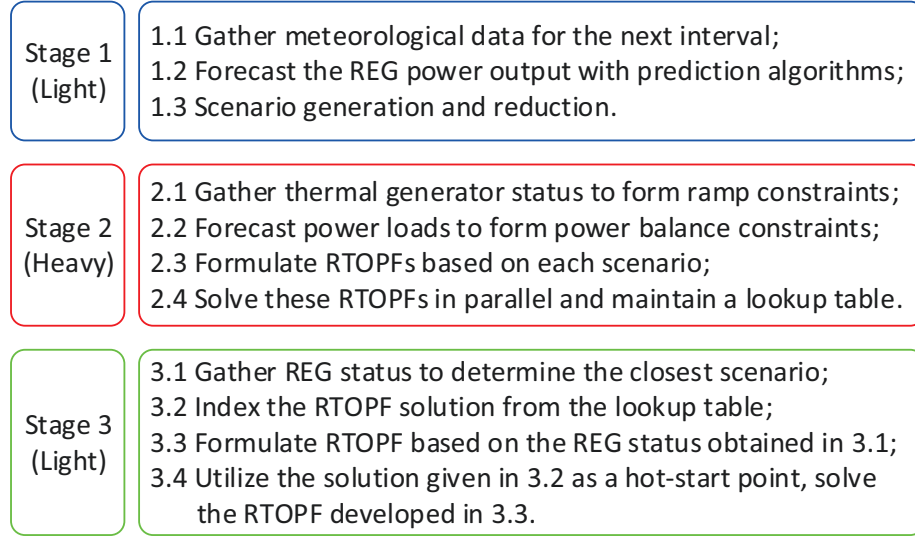 Stage 1
(Light)
1.1 Gather meteorological data for the next interval;
1.2 Forecast the REG power output with prediction algorithms;
1.3 Scenario generation and reduction.
Stage 2
(Heavy)
2.1 Gather thermal generator status to form ramp constraints;
2.2 Forecast power loads to form power balance constraints;
2.3 Formulate RTOPFs based on each scenario;
2.4 Solve these RTOPFs in parallel and maintain a lookup table.
Stage 3
(Light)
3.1 Gather REG status to determine the closest scenario;
3.2 Index the RTOPF solution from the lookup table;
3.3 Formulate RTOPF based on the REG status obtained in 3.1;
3.4 Utilize the solution given in 3.2 as a hot-start point, solve
the RTOPF developed in 3.3.